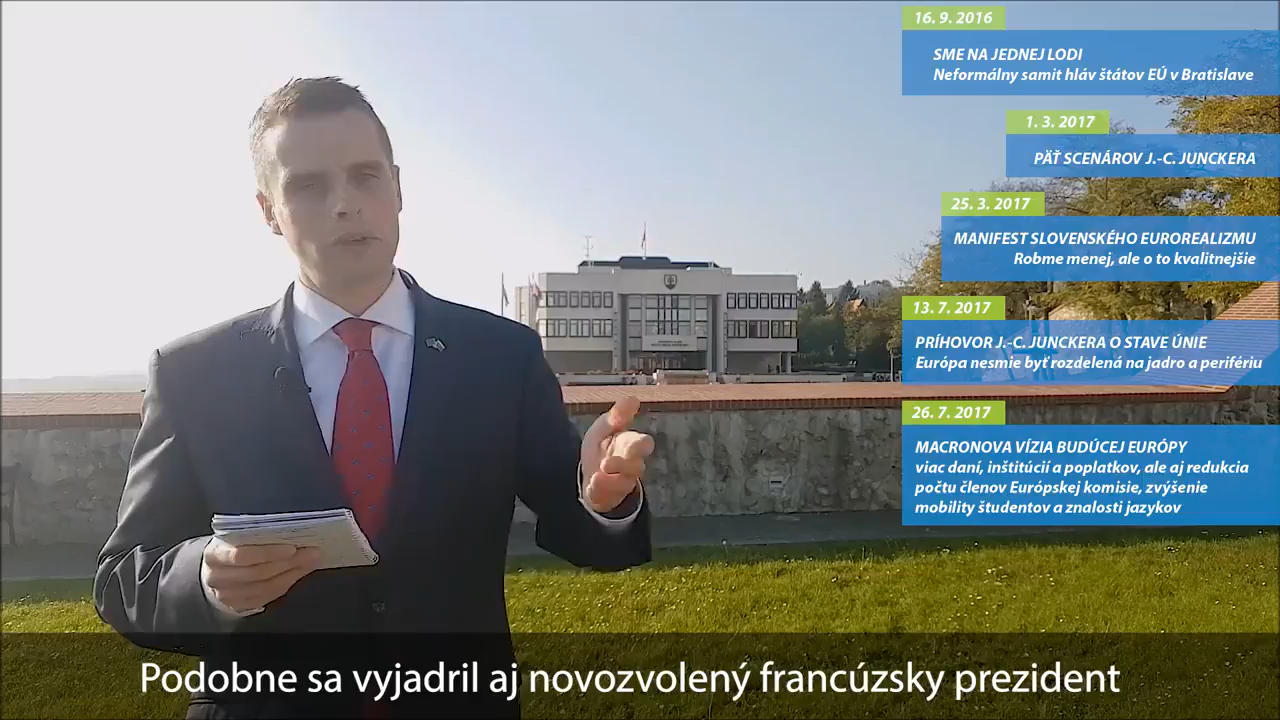 16. 9. 2016
SME NA JEDNEJ LODI
Neformálny samit hláv štátov EÚ v Bratislave
1. 3. 2017
PÄŤ SCENÁROV J.-C. JUNCKERA
25. 3. 2017
MANIFEST SLOVENSKÉHO EUROREALIZMU
Robme menej, ale o to kvalitnejšie
13. 7. 2017
PRÍHOVOR J.-C. JUNCKERA O STAVE ÚNIE
Európa nesmie byť rozdelená na jadro a perifériu
26. 7. 2017
MACRONOVA VÍZIA BUDÚCEJ EURÓPY
viac daní, inštitúcií a poplatkov, ale aj redukcia
počtu členov Európskej komisie, zvýšenie
mobility študentov a znalosti jazykov
Podobne sa vyjadril aj novozvolený francúzsky prezident